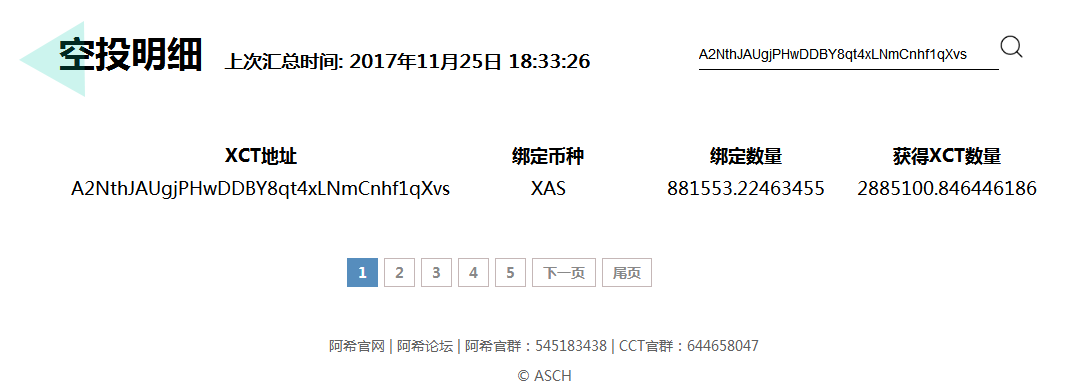 空投明细 上次汇总时间: 2017年11月25日 18:33:26 A2NthJAUgjPHwDDBY8qt4xLNmCnhf1qXvs
XCT地址 绑定币种 绑定数量 获得XCT数量
A2NthJAUgjPHwDDBY8qt4xLNmCnhf1qXvs XAS 881553.22463455 2885100.846446186
1 2 3 4 5 下一页 尾页
阿希官网 | 阿希论坛 | 阿希官群：545183438 | CCT官群：644658047
© ASCH